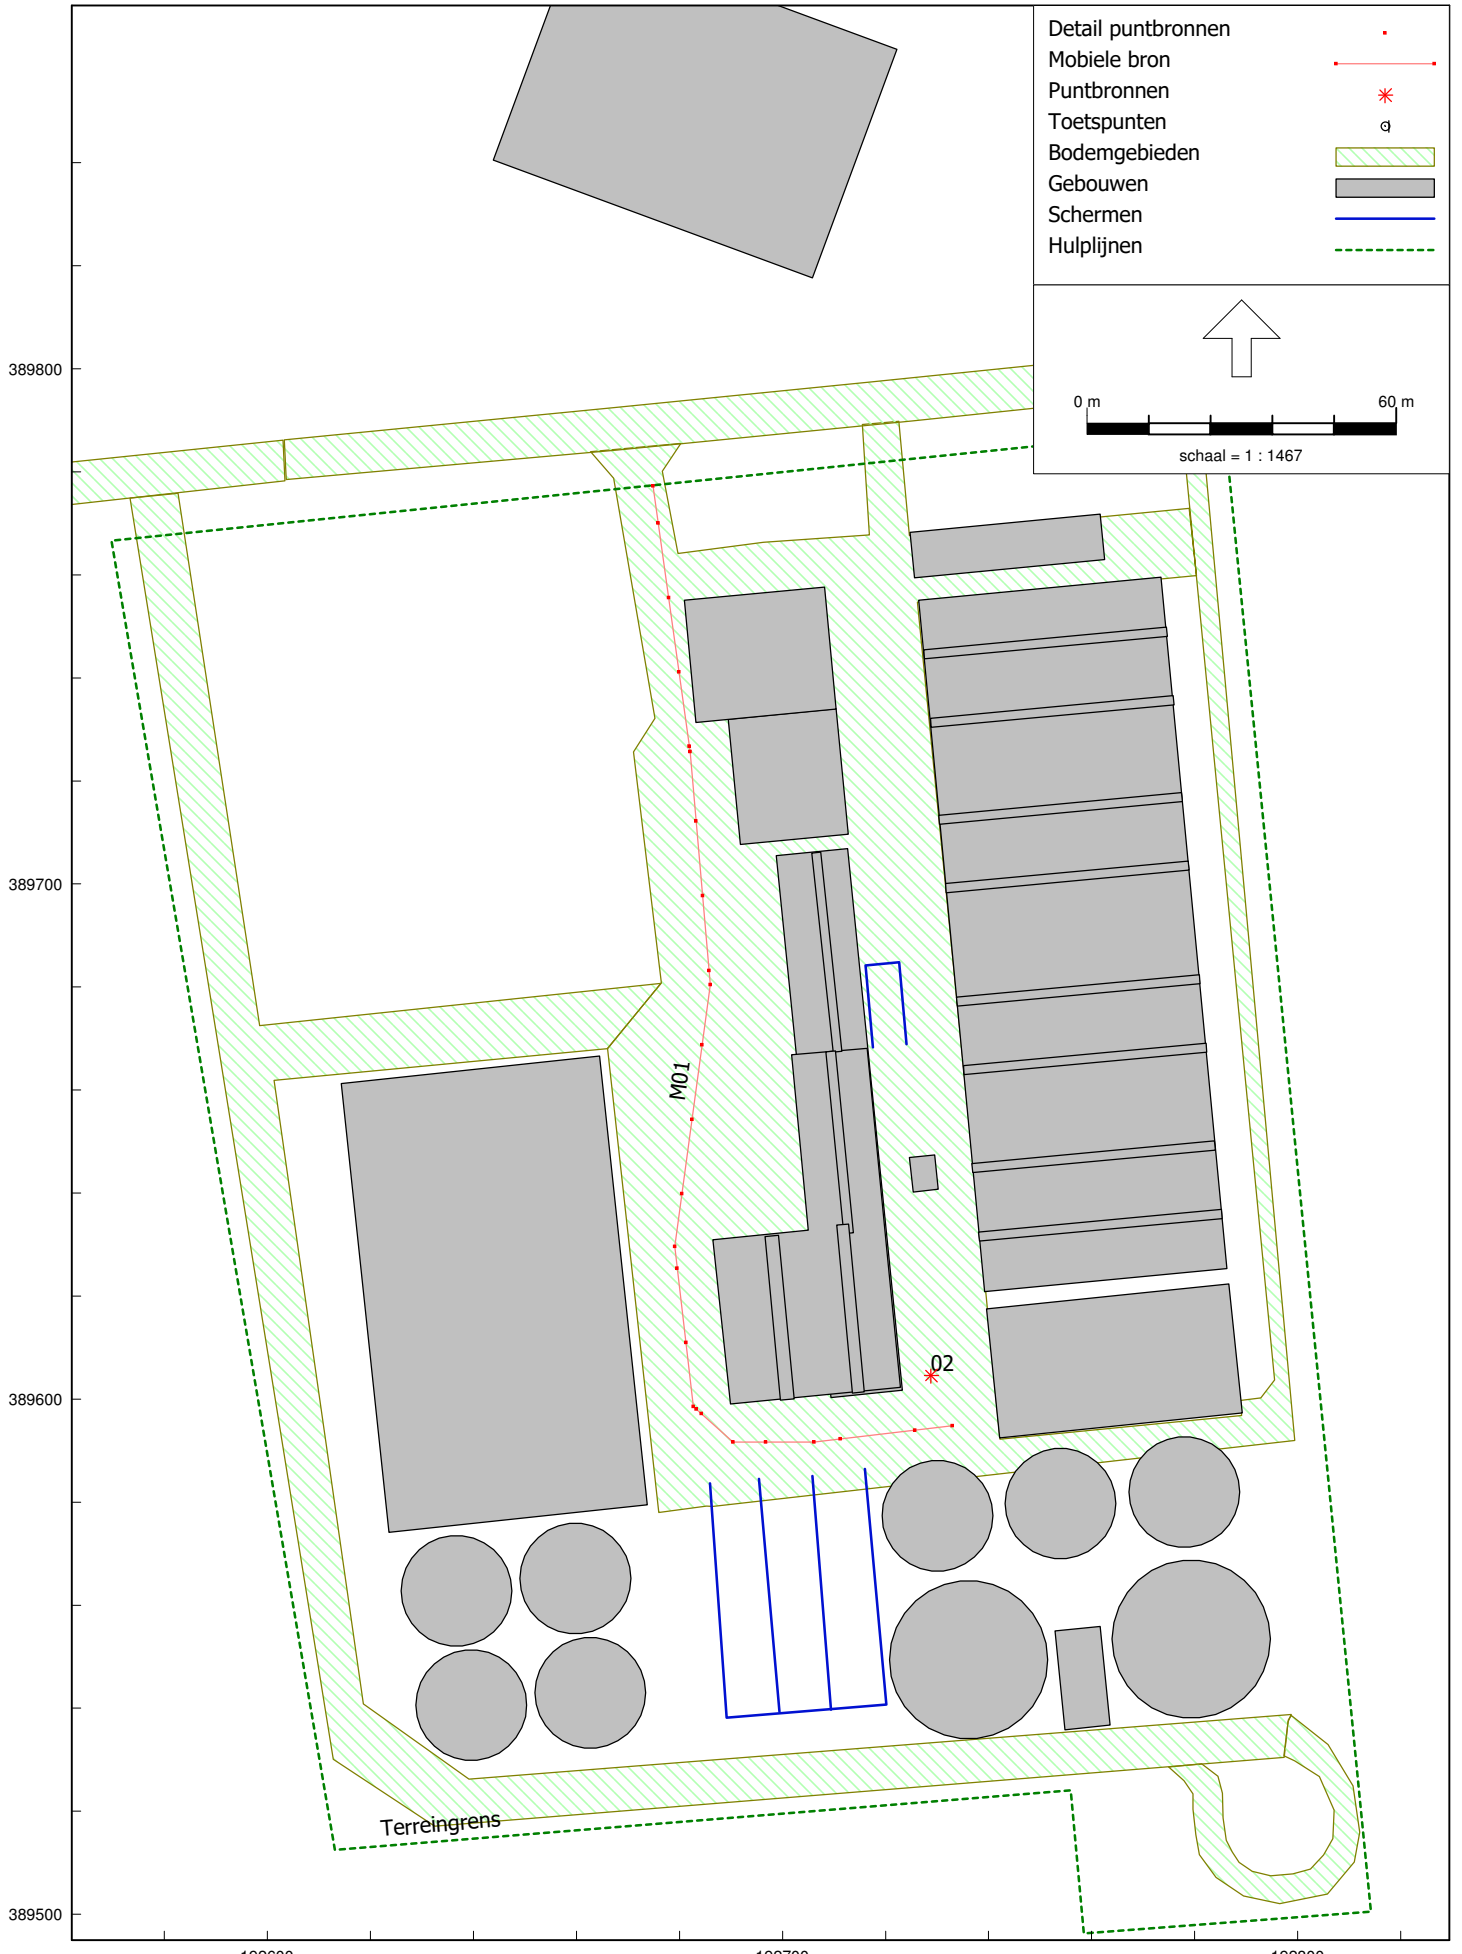 Detail puntbronnen
Mobiele bron
Puntbronnen
Toetspunten
Bodemgebieden
Gebouwen
Schermen
Hulplijnen
0 m 60 m
schaal = 1 : 1467
389800
389700
M01
02
389600
Terreingrens
389500